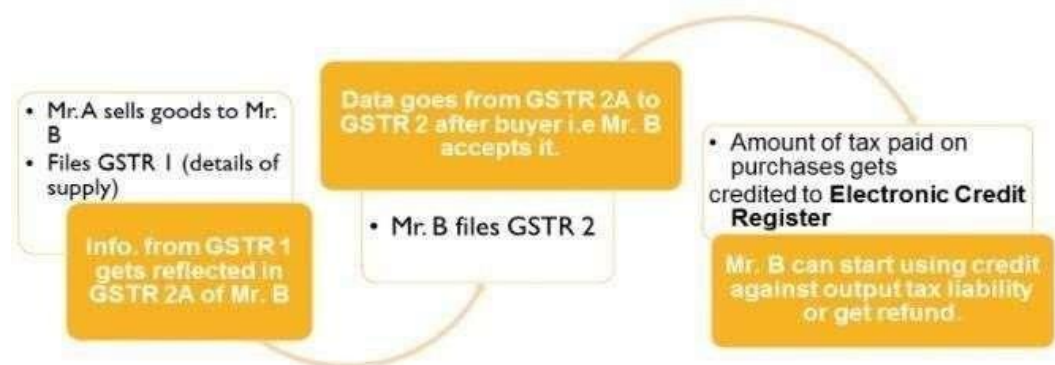 • Mr. A sells goods to Mr.
B
• Files GSTR 1 (details of
supply)
Info. from GSTR 1
gets reflected in
GSTR 2A of Mr. B
Data goes from GSTR 2A to
GSTR 2 after buyer i.e Mr. B
accepts it.
• Mr. B files GSTR 2
• Amount of tax paid on
purchases gets
credited to Electronic Credit
Register
Mr. B can start using credit
against output tax liability
or get refund.